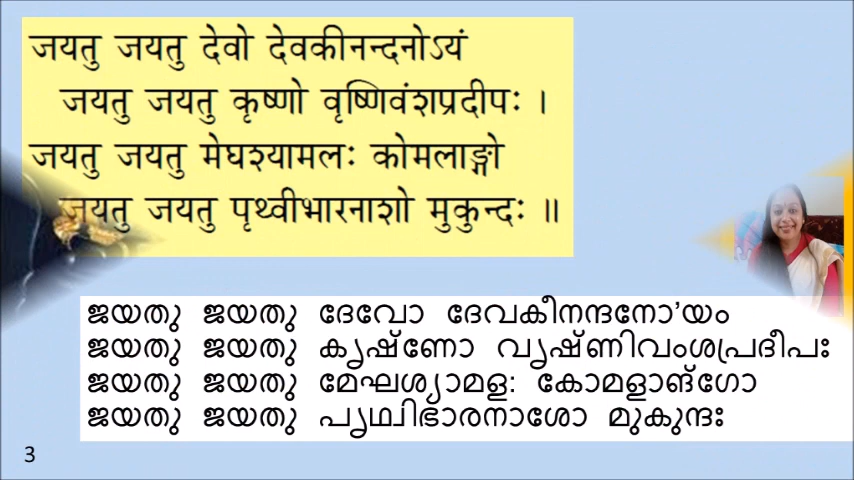 जयतु जयतु देवो देवकीनन्दनोऽयं
जयतु जयतु कृष्णो वृष्णिवंशप्रदीपः ।
जयतु जयतु मेघश्यामलः कोमलाङ्गो
जयतु जयतु पृथ्वीभारनाशो मुकुन्दः ॥
ജയതു ജയതു ദേവോ ദേവകീനന്ദനോ’യം
ജയതു ജയതു കൃഷ്ണോ വൃഷ്ണിവംശപ്രദീപഃ
ജയതു ജയതു മേഘശ്യാമള: കോമളാങ്ഗോ
ജയതു ജയതു പൃഥ്വിഭാരനാശോ മുകുന്ദഃ
3